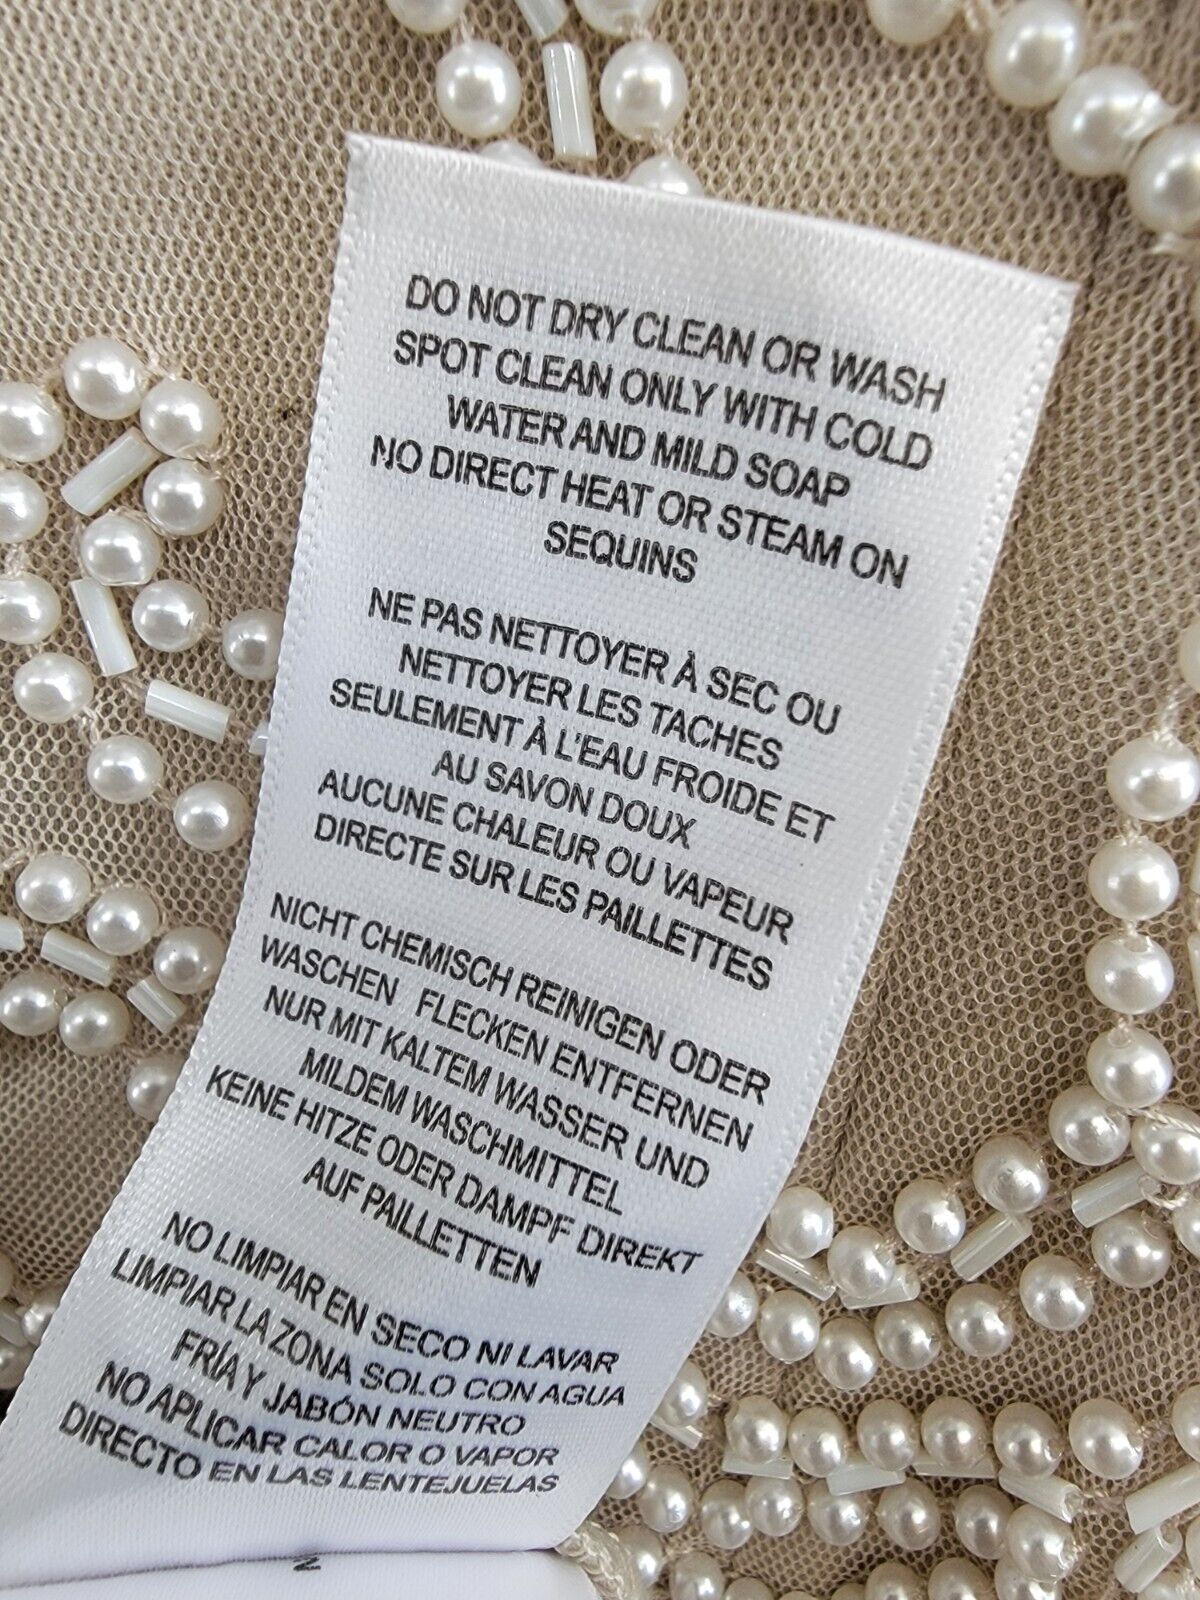 DO NOT DRY CLEAN OR WASH
SPOT CLEAN ONLY WITH COLD
WATER AND MILD SOAP
NO DIRECT HEAT OR STEAM ON
SEQUINS
NE PAS NETTOYER À SEC OU
NETTOYER LES TACHES
SEULEMENT À L'EAU FROIDE ET
AU SAVON DOUX
AUCUNE CHALEUR OU VAPEUR
DIRECTE SUR LES PAILLETTES
NICHT CHEMISCH REINIGEN ODER
WASCHEN FLECKEN ENTFERNEN
NUR MIT KALTEM WASSER UND
MILDEM WASCHMITTEL
KEINE HITZE ODER DAMPF DIREKT
AUF PAILLETTEN
NO LIMPIAR EN SECO NI LAVAR
LIMPIAR LA ZONA SOLO CON AGUA
FRÍA Y JABÓN NEUTRO
NO APLICAR CALOR O VAPOR
DIRECTO EN LAS LENTEJUELAS